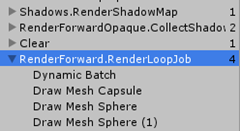 Shadows.RenderShadowMap 1
RenderForwardOpaque.CollectShadow 2
Clear 1
RenderForward.RenderLoopJob 4
Dynamic Batch
Draw Mesh Capsule
Draw Mesh Sphere
Draw Mesh Sphere (1)